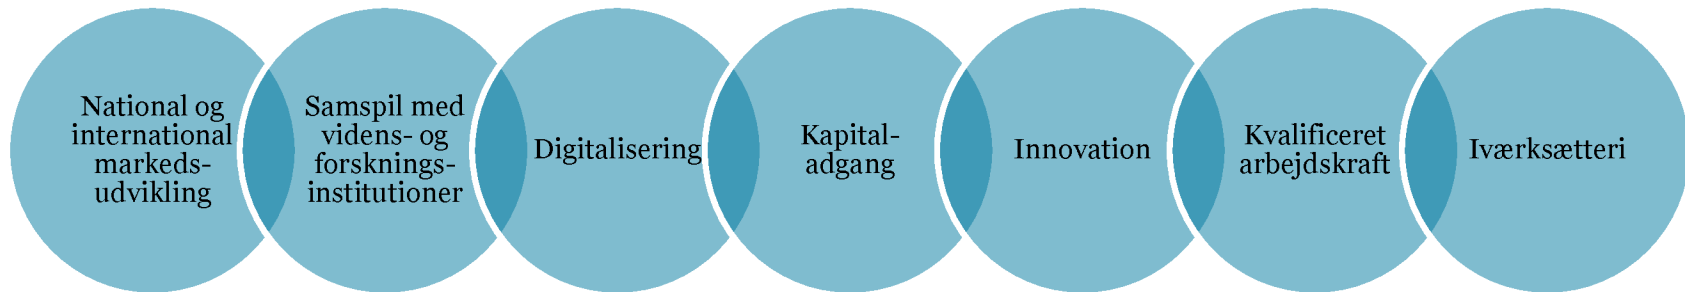 National og
international
markeds-
udvikling
Samspil med
videns- og
forsknings-
institutioner
Digitalisering
Kapital-
adgang
Innovation
Kvalificeret
arbejdskraft
Iværksætteri